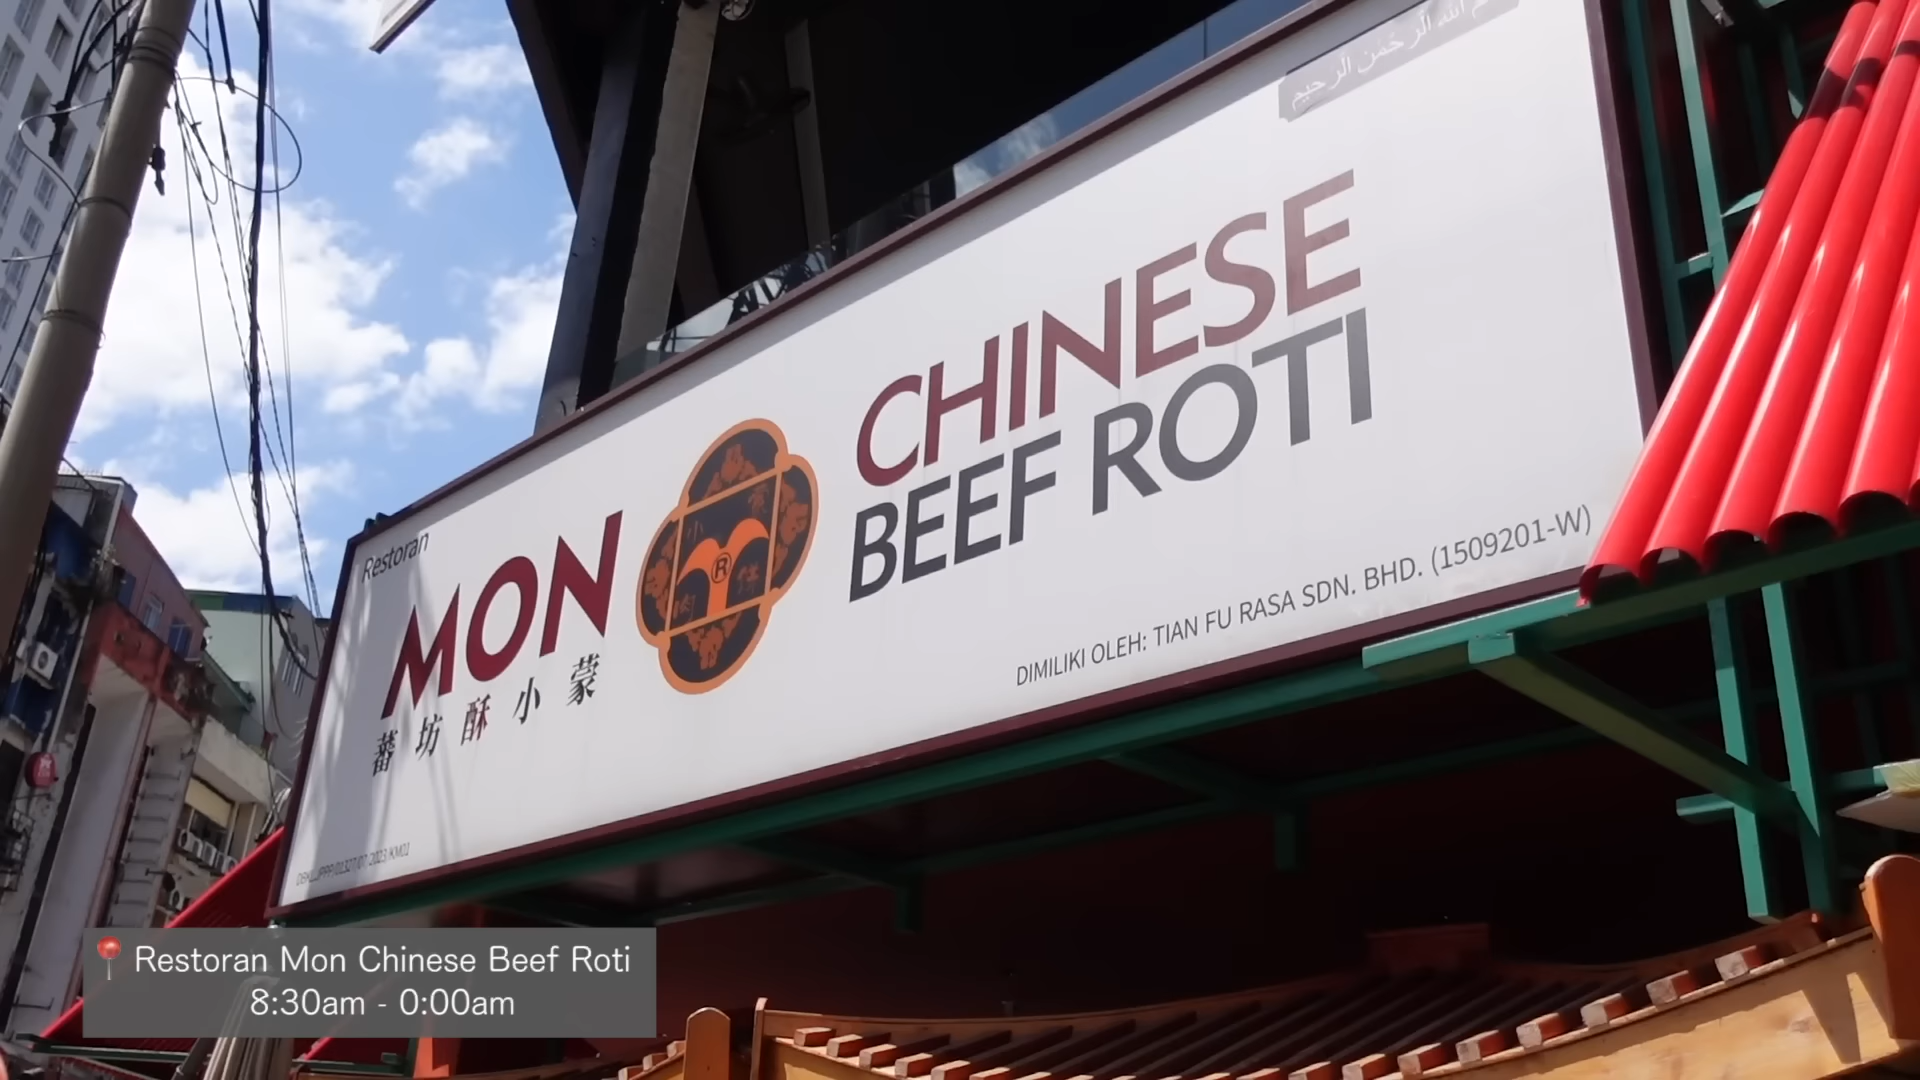 الله الرحمن الرحيم
Restoran
MON
蕃坊酥小蒙
®
CHINESE
BEEF ROTI
DIMILIKI OLEH: TIAN FU RASA SDN. BHD. (1509201-W)
Restoran Mon Chinese Beef Roti
8:30am - 0:00am